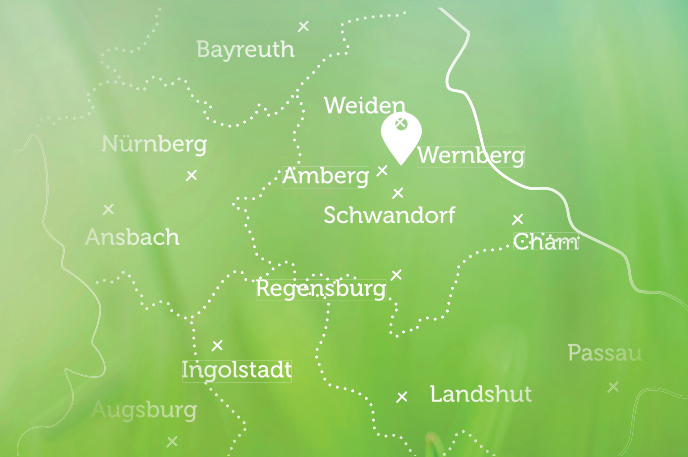 Bayreuth
Weiden
Nürnberg
Wernberg
Amberg
Schwandorf
Ansbach
Cham
Regensburg
Passau
Ingolstadt
Landshut
Augsburg